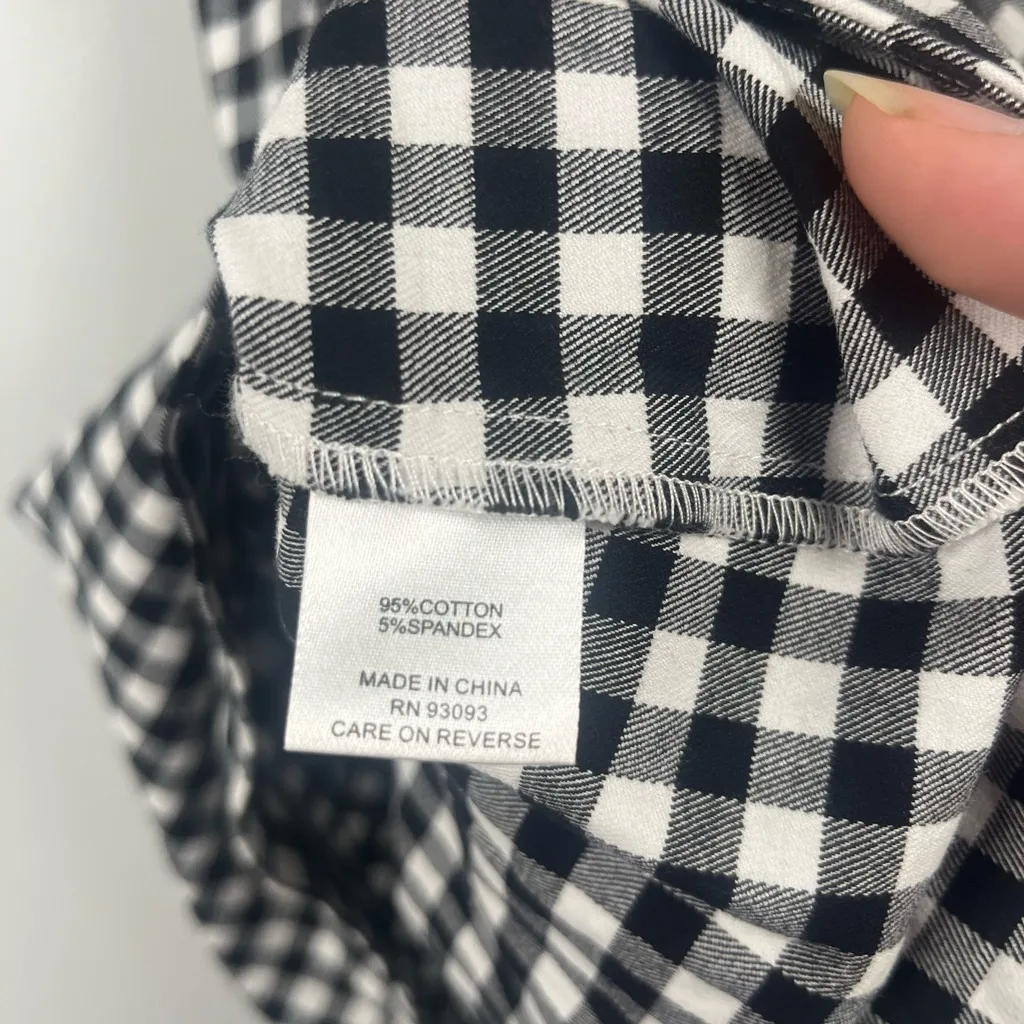 95%COTTON
5%SPANDEX
MADE IN CHINA
RN 93093
CARE ON REVERSE